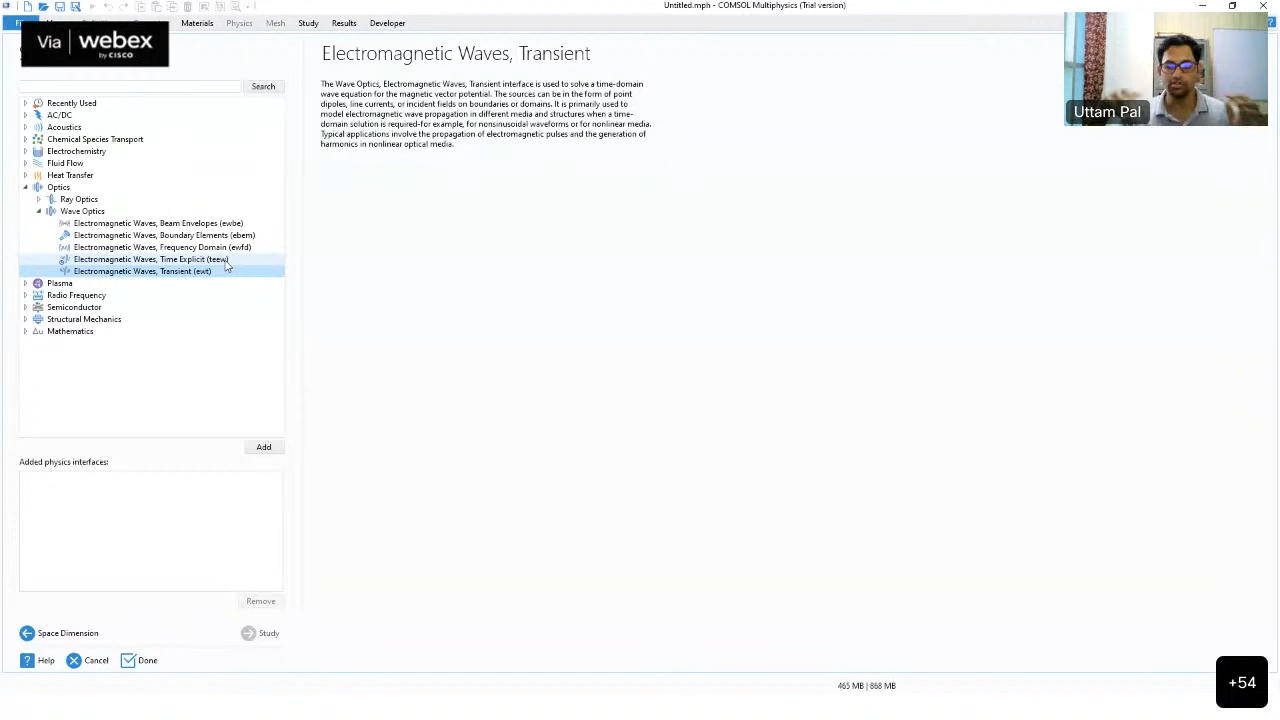 Untitled.mph - COMSOL Multiphysics (Trial version)
Materials Physics Mesh Study Results Developer
Via webex
by CISCO
Electromagnetic Waves, Transient
Uttam Pal
Search
The Wave Optics, Electromagnetic Waves, Transient interface is used to solve a time-domain
wave equation for the magnetic vector potential. The sources can be in the form of point
dipoles, line currents, or incident fields on boundaries or domains. It is primarily used to
model electromagnetic wave propagation in different media and structures when a time-
domain solution is required-for example, for nonsinusoidal waveforms or for nonlinear media.
Typical applications involve the propagation of electromagnetic pulses and the generation of
harmonics in nonlinear optical media.
Recently Used
AC/DC
Acoustics
Chemical Species Transport
Electrochemistry
Fluid Flow
Heat Transfer
Optics
Ray Optics
Wave Optics
Electromagnetic Waves, Beam Envelopes (ewbe)
Electromagnetic Waves, Boundary Elements (ebem)
Electromagnetic Waves, Frequency Domain (ewfd)
Electromagnetic Waves, Time Explicit (teew)
Electromagnetic Waves, Transient (ewt)
Plasma
Radio Frequency
Semiconductor
Structural Mechanics
Δu Mathematics
Add
Added physics interfaces:
Remove
Space Dimension
Study
? Help Cancel Done
465 MB | 868 MB
+54